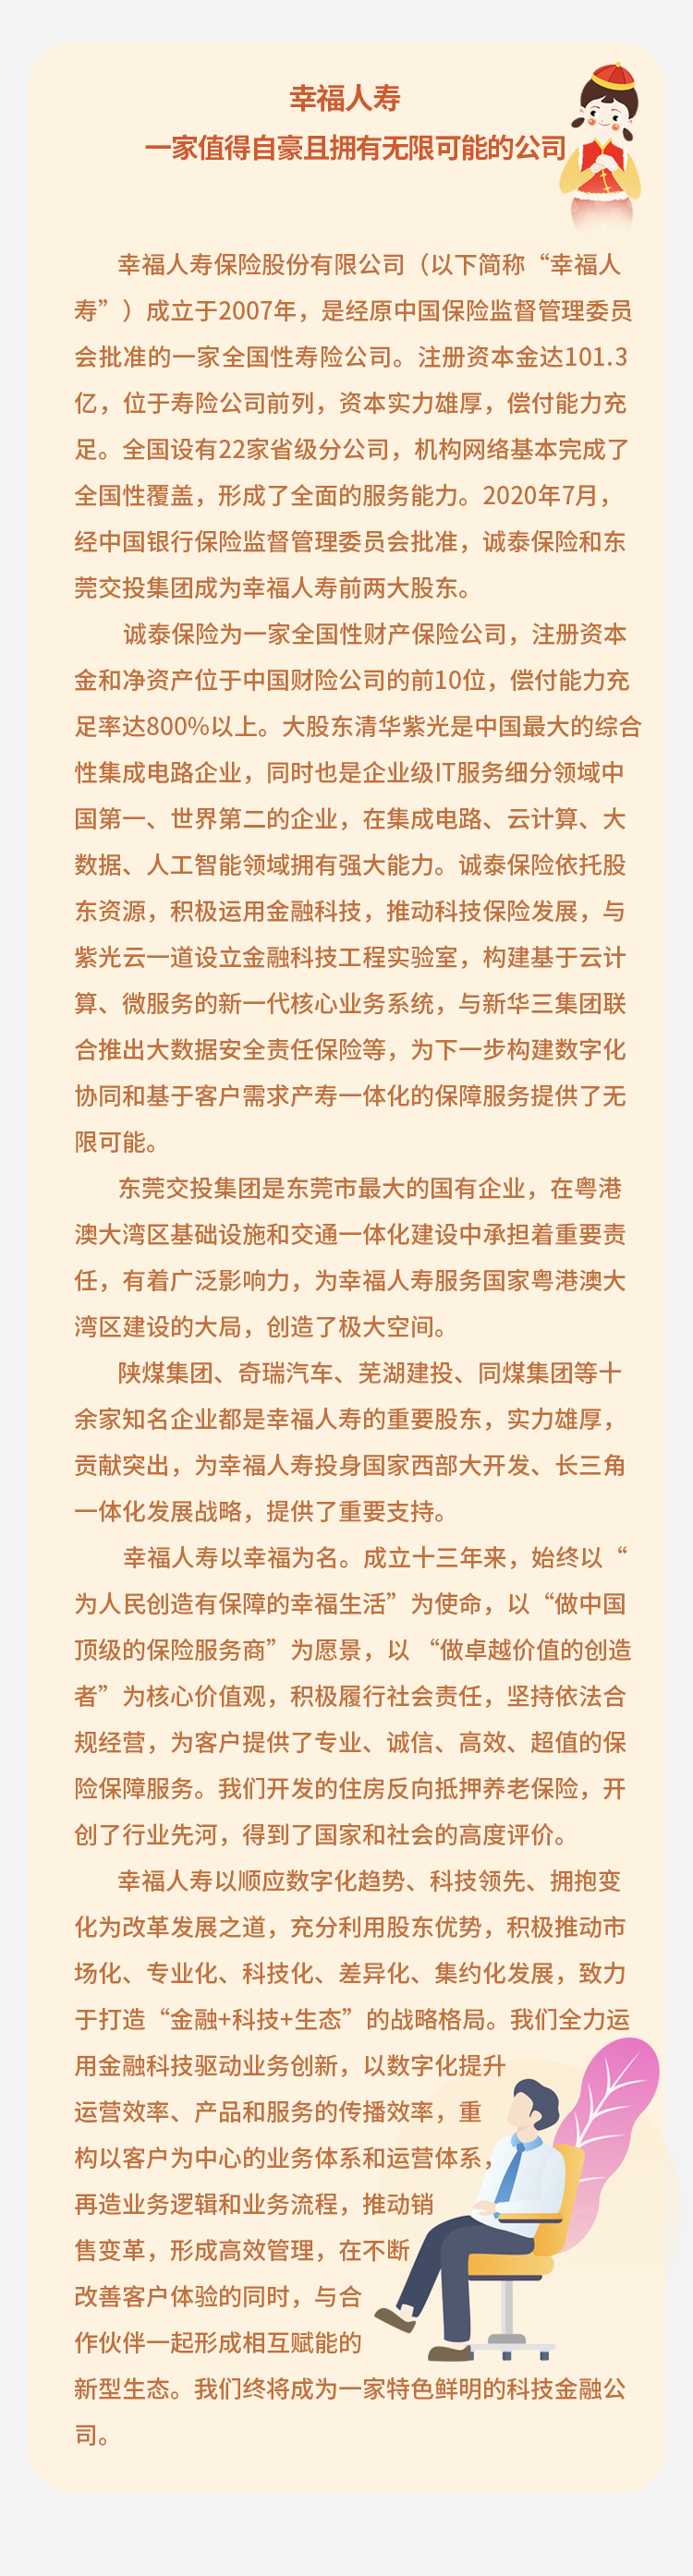 幸福人寿
一家值得自豪且拥有无限可能的公司
幸福人寿保险股份有限公司（以下简称“幸福人
寿”）成立于2007年，是经原中国保险监督管理委员
会批准的一家全国性寿险公司。注册资本金达101.3
亿，位于寿险公司前列，资本实力雄厚，偿付能力充
足。全国设有22家省级分公司，机构网络基本完成了
全国性覆盖，形成了全面的服务能力。2020年7月，
经中国银行保险监督管理委员会批准，诚泰保险和东
莞交投集团成为幸福人寿前两大股东。
诚泰保险为一家全国性财产保险公司，注册资本
金和净资产位于中国财险公司的前10位，偿付能力充
足率达800%以上。大股东清华紫光是中国最大的综合
性集成电路企业，同时也是企业级IT服务细分领域中
国第一、世界第二的企业，在集成电路、云计算、大
数据、人工智能领域拥有强大能力。诚泰保险依托股
东资源，积极运用金融科技，推动科技保险发展，与
紫光云一道设立金融科技工程实验室，构建基于云计
算、微服务的新一代核心业务系统，与新华三集团联
合推出大数据安全责任保险等，为下一步构建数字化
协同和基于客户需求产寿一体化的保障服务提供了无
限可能。
东莞交投集团是东莞市最大的国有企业，在粤港
澳大湾区基础设施和交通一体化建设中承担着重要责
任，有着广泛影响力，为幸福人寿服务国家粤港澳大
湾区建设的大局，创造了极大空间。
陕煤集团、奇瑞汽车、芜湖建投、同煤集团等十
余家知名企业都是幸福人寿的重要股东，实力雄厚，
贡献突出，为幸福人寿投身国家西部大开发、长三角
一体化发展战略，提供了重要支持。
幸福人寿以幸福为名。成立十三年来，始终以“
为人民创造有保障的幸福生活”为使命，以“做中国
顶级的保险服务商”为愿景，以 “做卓越价值的创造
者”为核心价值观，积极履行社会责任，坚持依法合
规经营，为客户提供了专业、诚信、高效、超值的保
险保障服务。我们开发的住房反向抵押养老保险，开
创了行业先河，得到了国家和社会的高度评价。
幸福人寿以顺应数字化趋势、科技领先、拥抱变
化为改革发展之道，充分利用股东优势，积极推动市
场化、专业化、科技化、差异化、集约化发展，致力
于打造“金融+科技+生态”的战略格局。我们全力运
用金融科技驱动业务创新，以数字化提升
运营效率、产品和服务的传播效率，重
构以客户为中心的业务体系和运营体系，
再造业务逻辑和业务流程，推动销
售变革，形成高效管理，在不断
改善客户体验的同时，与合
作伙伴一起形成相互赋能的
新型生态。我们终将成为一家特色鲜明的科技金融公
司。